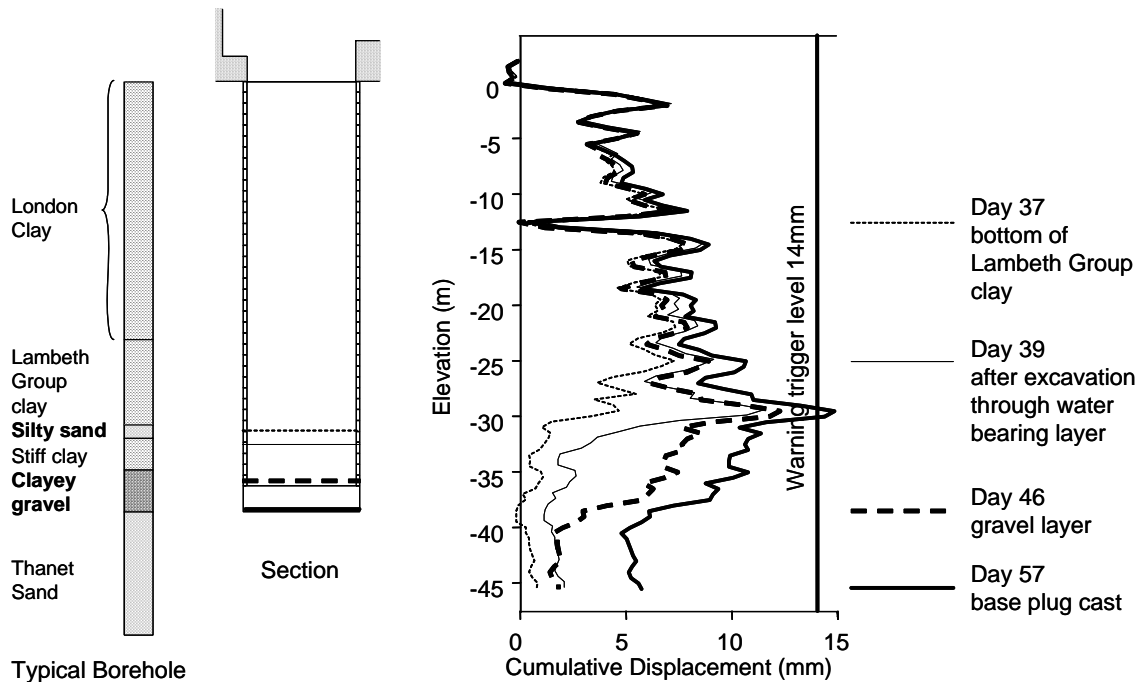 London
Clay
Lambeth
Group
clay
Silty sand
Stiff clay
Clayey
gravel
Thanet
Sand
Typical Borehole
Section
Elevation (m)
0
-5
-10
-15
-20
-25
-30
-35
-40
-45
0
5
10
15
Cumulative Displacement (mm)
Warning trigger level 14mm
Day 37
bottom of
Lambeth Group
clay
Day 39
after excavation
through water
bearing layer
Day 46
gravel layer
Day 57
base plug cast